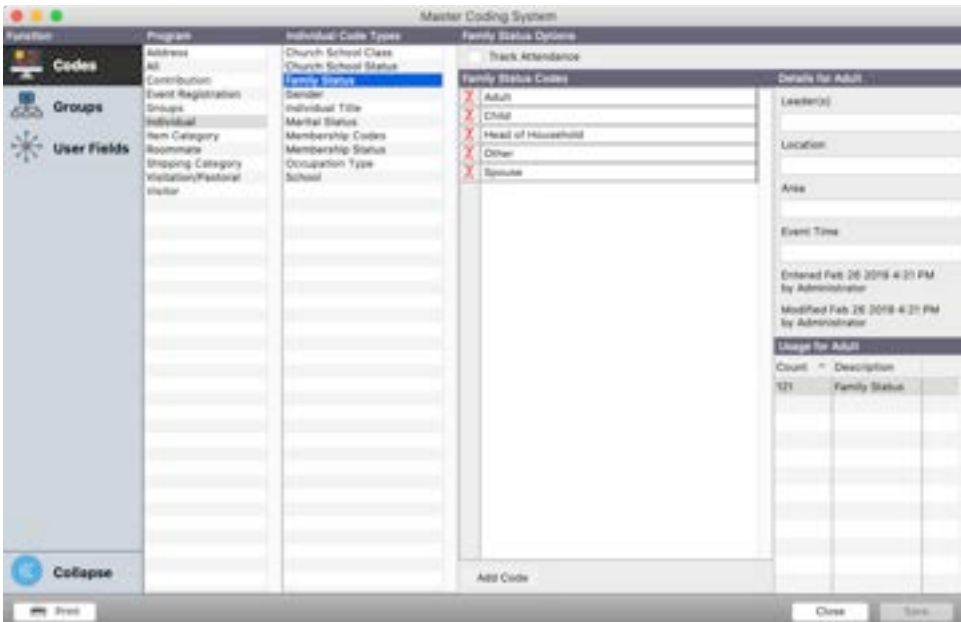 Master Coding System
Function
Program
Individual Code Types
Family Status Options
Codes
Groups
User Fields
Collapse
Address
All
Contribution
Event Registration
Groups
Individual
Item Category
Roommate
Shipping Category
Visitation/Pastoral
Visitor
Church School Class
Church School Status
Family Status
Gender
Individual Title
Marital Status
Membership Codes
Membership Status
Occupation Type
School
Track Attendance
Family Status Codes
Adult
Child
Head of Household
Other
Spouse
Add Code
Details for Adult
Leader(s)
Location
Area
Event Time
Entered Feb 26 2019 4:21 PM
by Administrator
Modified Feb 26 2019 4:21 PM
by Administrator
Usage for Adult
Count Description
121 Family Status
Print
Close
Save